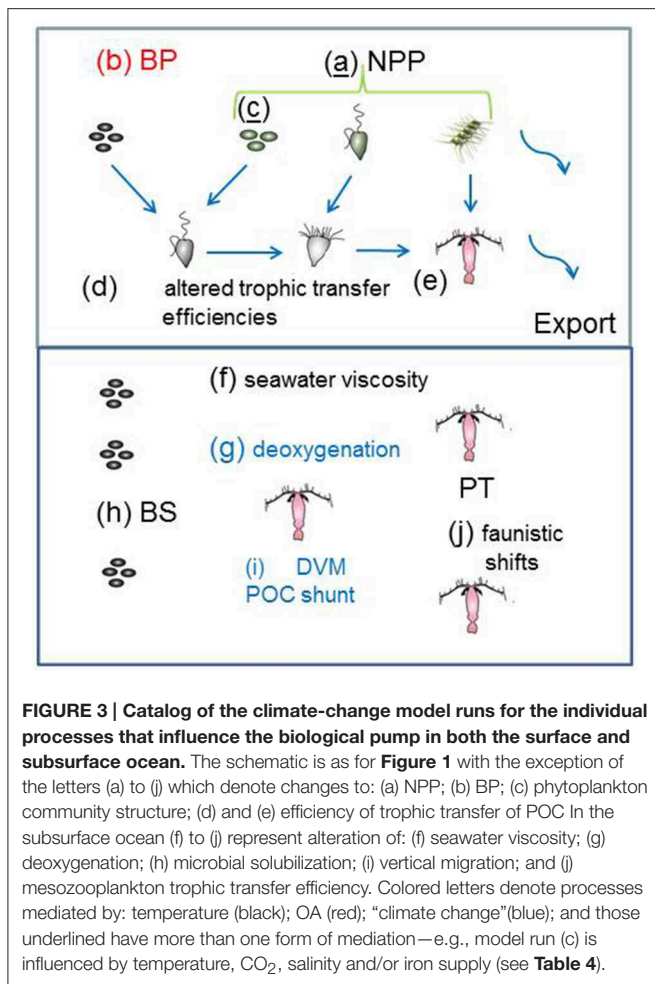 (b) BP
(a) NPP
(c)
(d)
altered trophic transfer
efficiencies
(e)
Export
(f) seawater viscosity
(g) deoxygenation
PT
(h) BS
(j) faunistic
shifts
(i) DVM
POC shunt
FIGURE 3 | Catalog of the climate-change model runs for the individual
processes that influence the biological pump in both the surface and
subsurface ocean. The schematic is as for Figure 1 with the exception of
the letters (a) to (j) which denote changes to: (a) NPP; (b) BP; (c) phytoplankton
community structure; (d) and (e) efficiency of trophic transfer of POC In the
subsurface ocean (f) to (j) represent alteration of: (f) seawater viscosity; (g)
deoxygenation; (h) microbial solubilization; (i) vertical migration; and (j)
mesozooplankton trophic transfer efficiency. Colored letters denote processes
mediated by: temperature (black); OA (red); “climate change”(blue); and those
underlined have more than one form of mediation—e.g., model run (c) is
influenced by temperature, CO₂, salinity and/or iron supply (see Table 4).